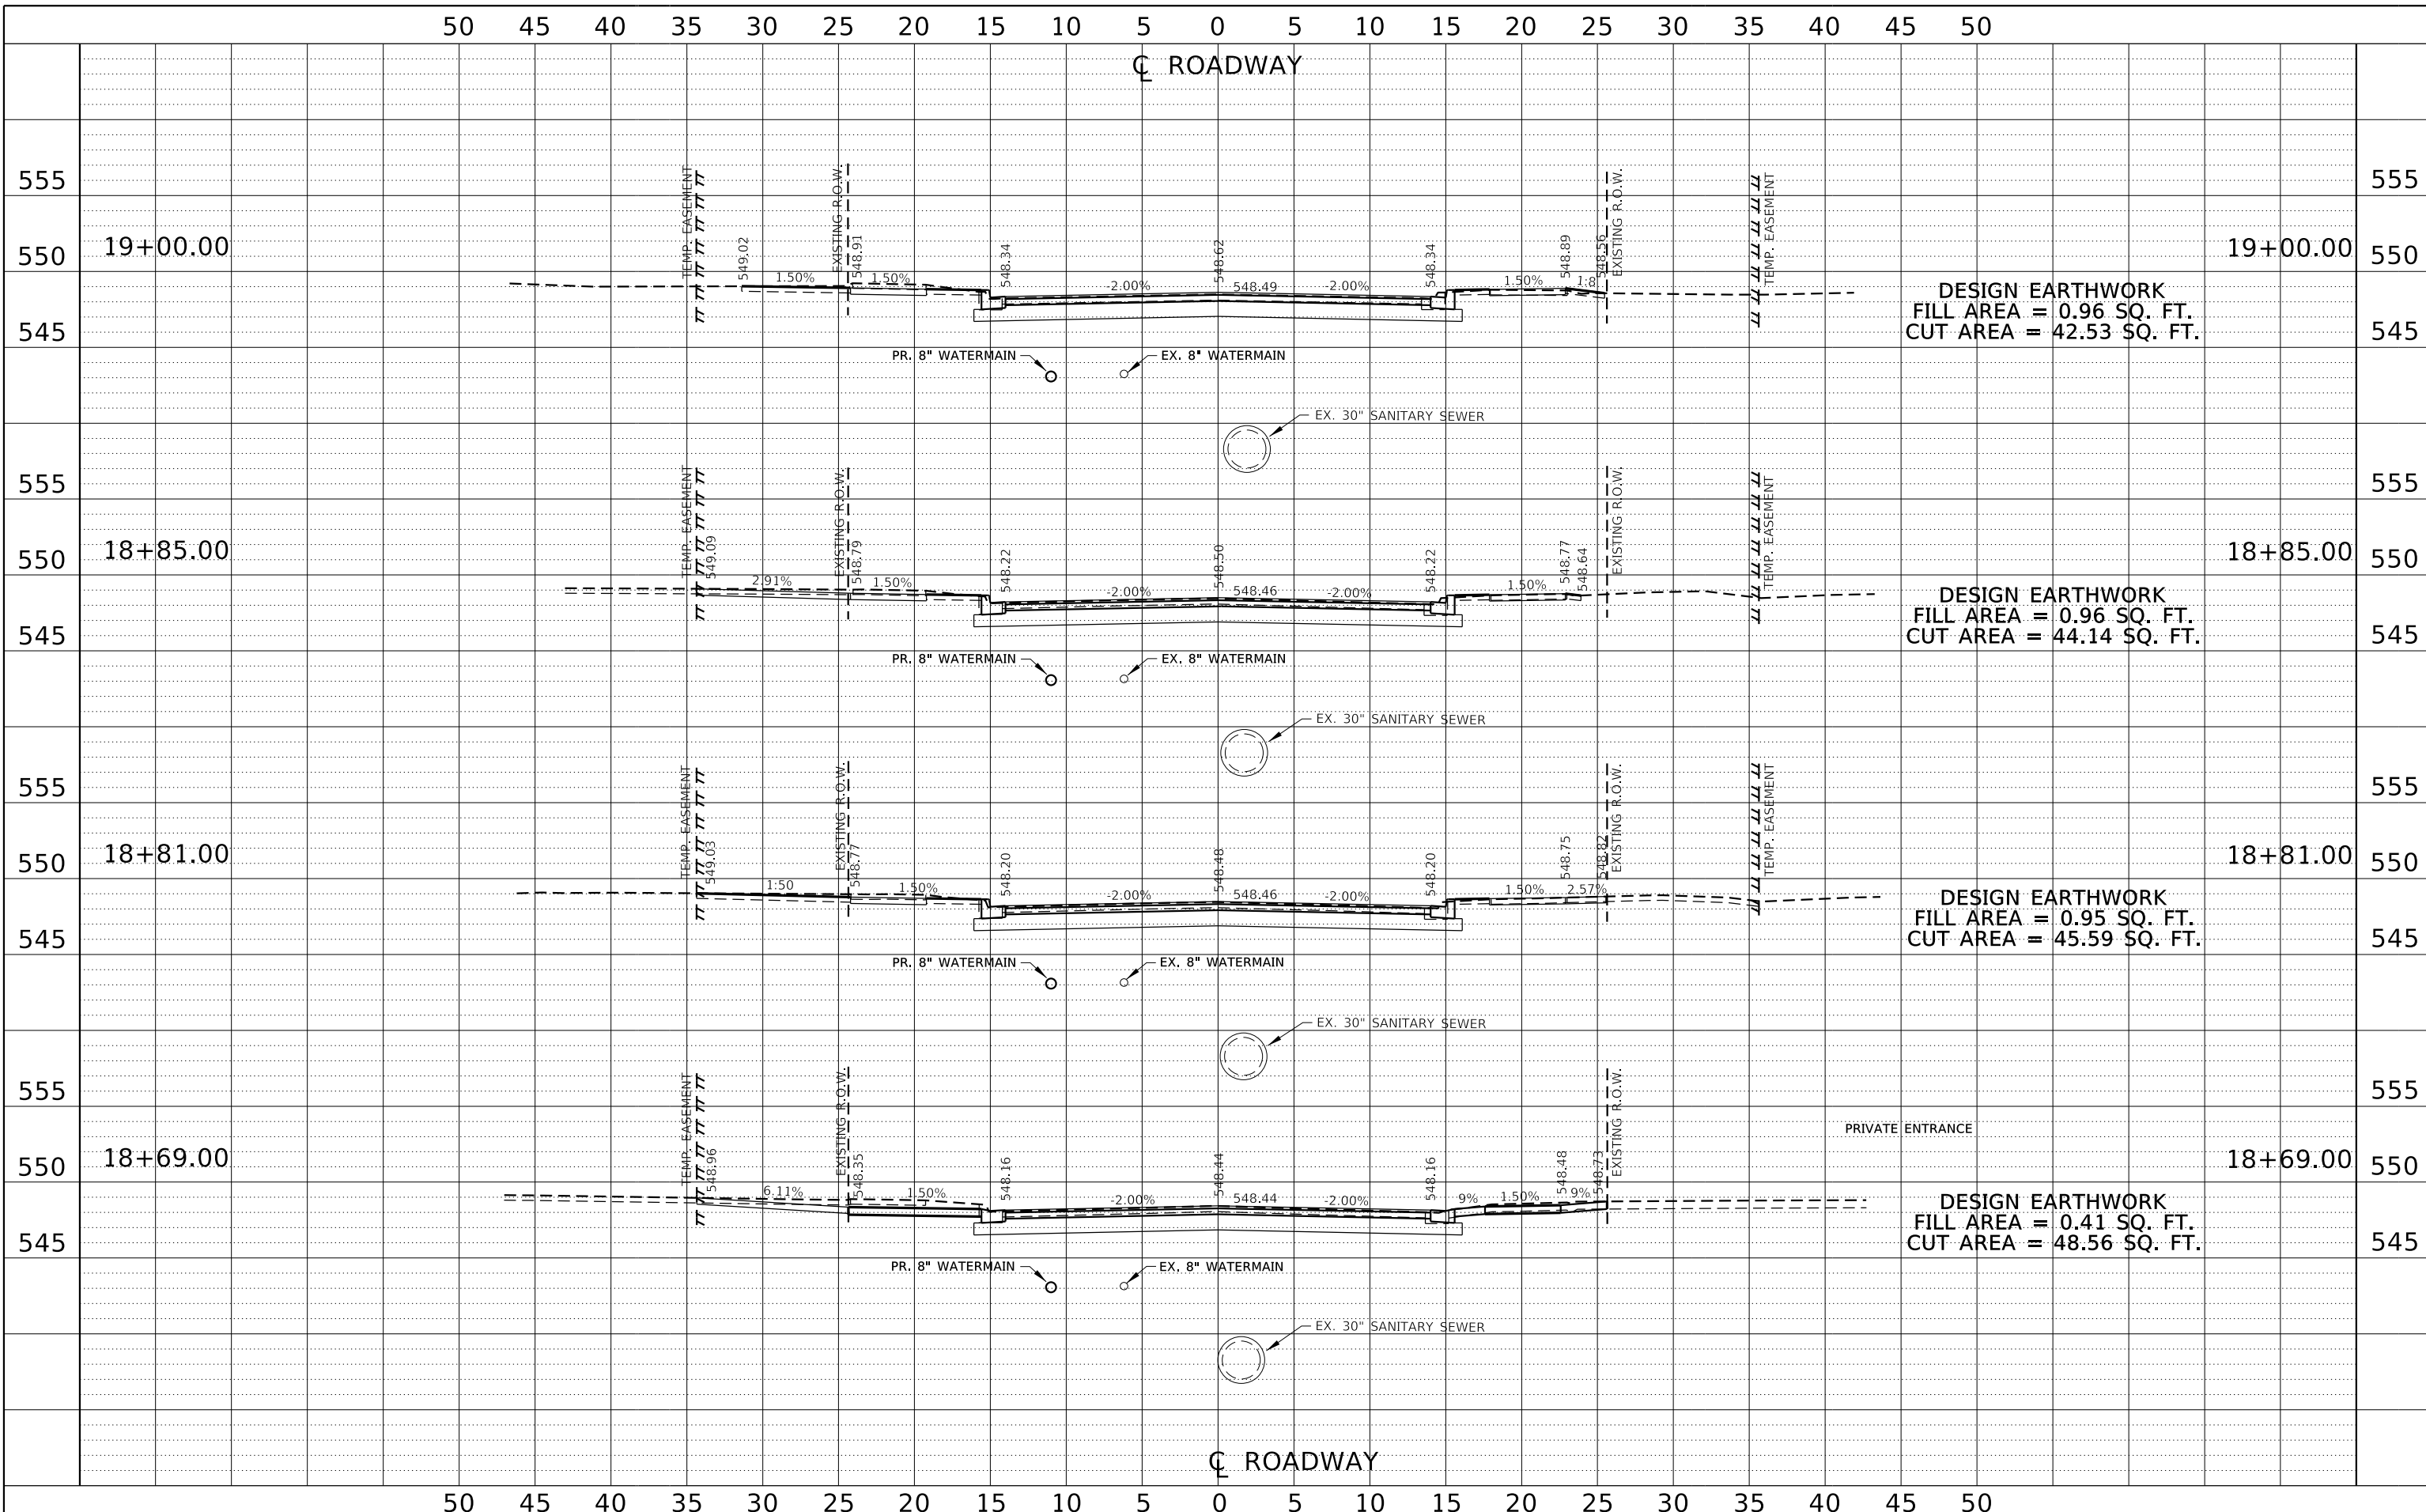 50 45 40 35 30 25 20 15 10 5 0 5 10 15 20 25 30 35 40 45 50
℄ ROADWAY
555 555
TEMP. EASEMENT
EXISTING R.O.W.
EXISTING R.O.W.
TEMP. EASEMENT
550 19+00.00 19+00.00 550
549.02 548.91 548.34 548.62 548.34 548.89 548.56
1.50% 1.50% -2.00% 548.49 -2.00% 1.50% 1:8
DESIGN EARTHWORK
FILL AREA = 0.96 SQ. FT.
CUT AREA = 42.53 SQ. FT.
545 545
PR. 8" WATERMAIN EX. 8" WATERMAIN
EX. 30" SANITARY SEWER
555 555
TEMP. EASEMENT
EXISTING R.O.W.
EXISTING R.O.W.
TEMP. EASEMENT
550 18+85.00 18+85.00 550
549.09 548.79 548.22 548.50 548.22 548.77 548.64
2.91% 1.50% -2.00% 548.46 -2.00% 1.50%
DESIGN EARTHWORK
FILL AREA = 0.96 SQ. FT.
CUT AREA = 44.14 SQ. FT.
545 545
PR. 8" WATERMAIN EX. 8" WATERMAIN
EX. 30" SANITARY SEWER
555 555
TEMP. EASEMENT
EXISTING R.O.W.
EXISTING R.O.W.
TEMP. EASEMENT
550 18+81.00 18+81.00 550
549.03 548.77 548.20 548.48 548.20 548.75 548.82
1:50 1.50% -2.00% 548.46 -2.00% 1.50% 2.57%
DESIGN EARTHWORK
FILL AREA = 0.95 SQ. FT.
CUT AREA = 45.59 SQ. FT.
545 545
PR. 8" WATERMAIN EX. 8" WATERMAIN
EX. 30" SANITARY SEWER
555 555
TEMP. EASEMENT
EXISTING R.O.W.
EXISTING R.O.W.
PRIVATE ENTRANCE
550 18+69.00 18+69.00 550
548.96 548.35 548.16 548.44 548.16 548.48 548.73
6.11% 1.50% -2.00% 548.44 -2.00% 9% 1.50% 9%
DESIGN EARTHWORK
FILL AREA = 0.41 SQ. FT.
CUT AREA = 48.56 SQ. FT.
545 545
PR. 8" WATERMAIN EX. 8" WATERMAIN
EX. 30" SANITARY SEWER
℄ ROADWAY
50 45 40 35 30 25 20 15 10 5 0 5 10 15 20 25 30 35 40 45 50